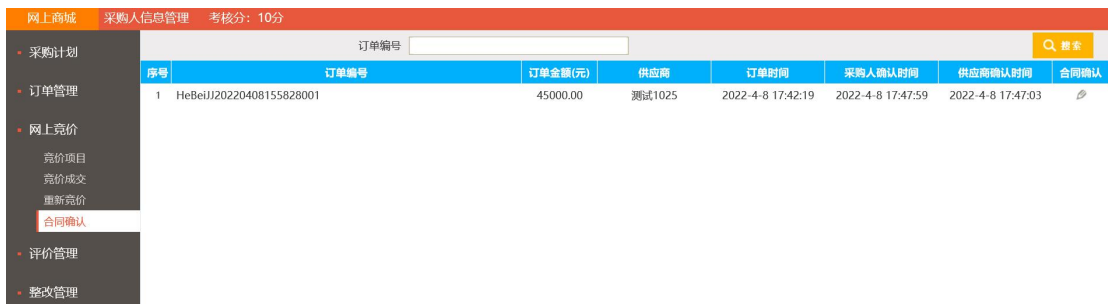 网上商城 采购人信息管理 考核分：10分
采购计划
订单管理
网上竞价
竞价项目
竞价成交
重新竞价
合同确认
评价管理
整改管理
订单编号 搜索
序号 订单编号 订单金额(元) 供应商 订单时间 采购人确认时间 供应商确认时间 合同确认
1 HeBeiJJ20220408155828001 45000.00 测试1025 2022-4-8 17:42:19 2022-4-8 17:47:59 2022-4-8 17:47:03